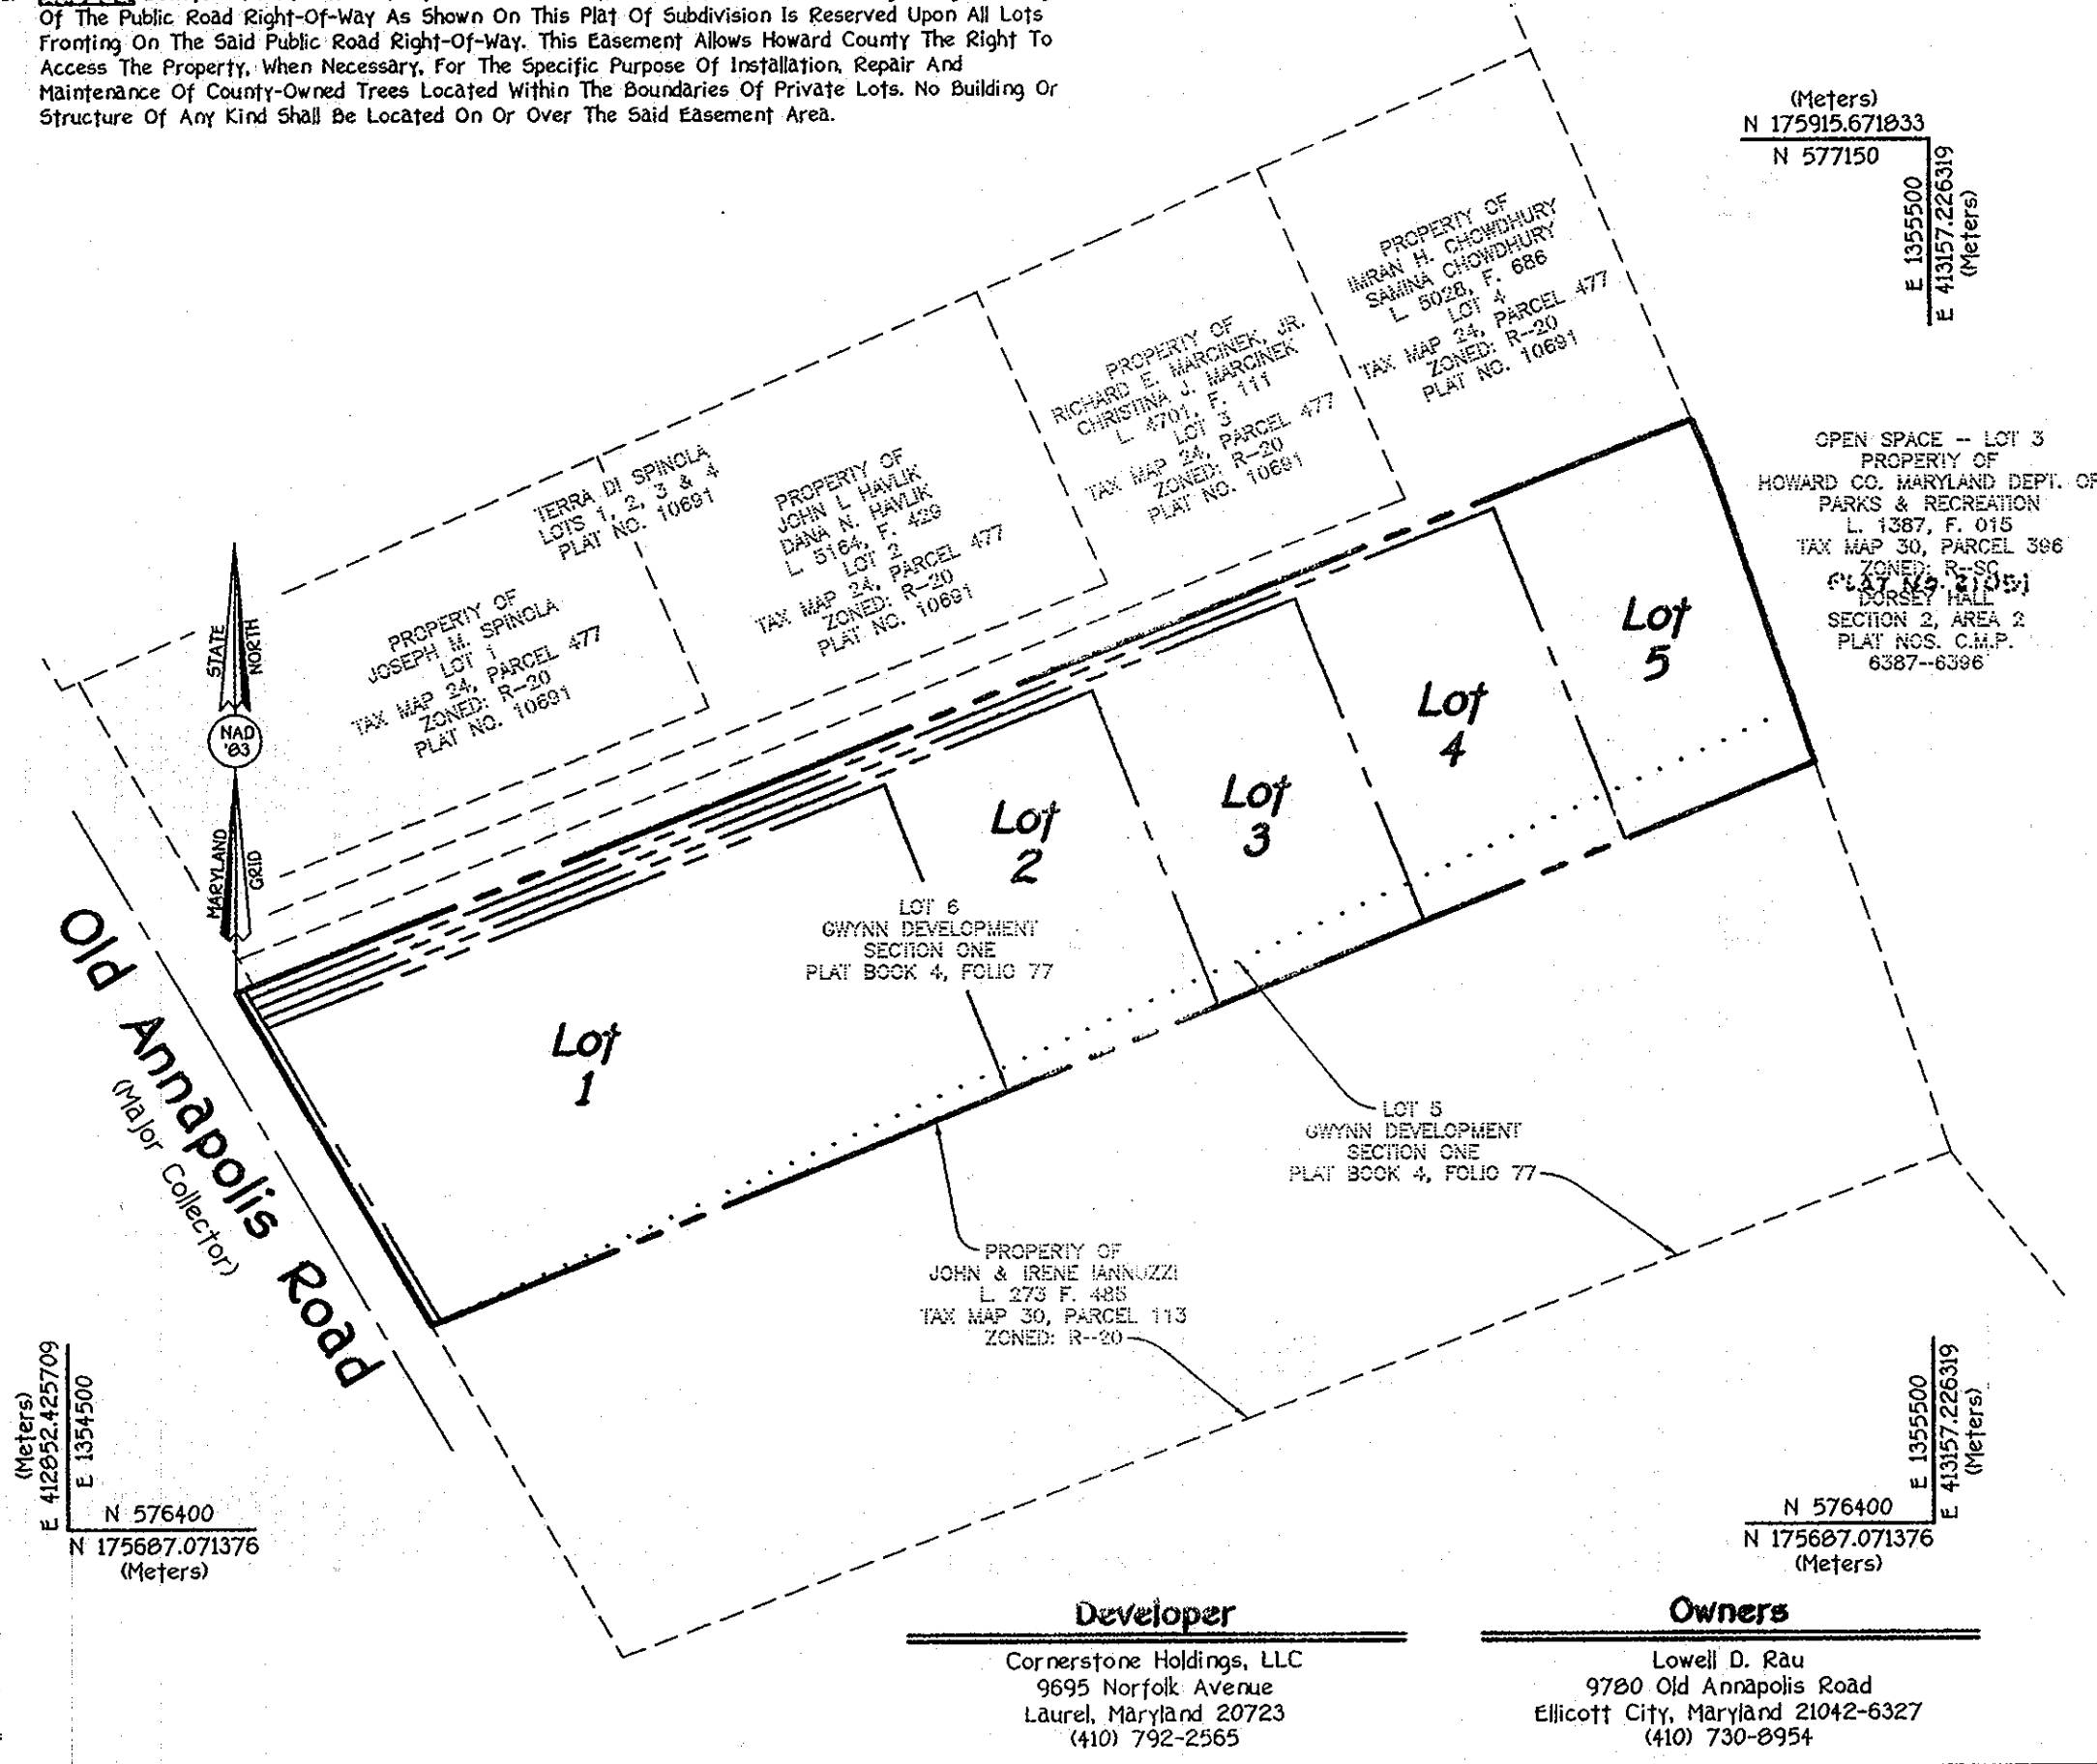 Of The Public Road Right-Of-Way As Shown On This Plat Of Subdivision Is Reserved Upon All Lots
Fronting On The Said Public Road Right-Of-Way. This Easement Allows Howard County The Right To
Access The Property, When Necessary, For The Specific Purpose Of Installation, Repair And
Maintenance Of County-Owned Trees Located Within The Boundaries Of Private Lots. No Building Or
Structure Of Any Kind Shall Be Located On Or Over The Said Easement Area.
(Meters)
N 175915.671833
N 577150
E 1355500
E 413157.226319
(Meters)
PROPERTY OF
IMRAN H. CHOWDHURY
SAMINA CHOWDHURY
L. 5028, F. 686
LOT 4
TAX MAP 24, PARCEL 477
ZONED: R-20
PLAT NO. 10691
PROPERTY OF
RICHARD E. MARCINEK, JR.
CHRISTINA J. MARCINEK
L. 4701, F. 111
LOT 3
TAX MAP 24, PARCEL 477
ZONED: R-20
PLAT NO. 10691
TERRA DI SPINOLA
LOTS 1, 2, 3 & 4
PLAT NO. 10691
PROPERTY OF
JOHN L HAVLIK
DANA N. HAVLIK
L. 5164, F. 429
LOT 2
TAX MAP 24, PARCEL 477
ZONED: R-20
PLAT NO. 10691
PROPERTY OF
JOSEPH M. SPINOLA
LOT 1
TAX MAP 24, PARCEL 477
ZONED: R-20
PLAT NO. 10691
OPEN SPACE -- LOT 3
PROPERTY OF
HOWARD CO. MARYLAND DEPT. OF
PARKS & RECREATION
L. 1387, F. 015
TAX MAP 30, PARCEL 396
ZONED: R-SC
PLAT No.
DORSEY HALL
SECTION 2, AREA 2
PLAT NOS. C.M.P.
6387--6396
STATE
NORTH
NAD
'83
MARYLAND
GRID
Lot
5
Lot
4
Lot
3
Lot
2
Lot
1
LOT 6
GWYNN DEVELOPMENT
SECTION ONE
PLAT BOOK 4, FOLIO 77
LOT 5
GWYNN DEVELOPMENT
SECTION ONE
PLAT BOOK 4, FOLIO 77
Old Annapolis Road
(Major Collector)
PROPERTY OF
JOHN & IRENE IANNUZZI
L. 273 F. 485
TAX MAP 30, PARCEL 113
ZONED: R--20
(Meters)
E 412852.425709
E 1354500
N 576400
N 175687.071376
(Meters)
E 1355500
E 413157.226319
(Meters)
N 576400
N 175687.071376
(Meters)
Developer
Cornerstone Holdings, LLC
9695 Norfolk Avenue
Laurel, Maryland 20723
(410) 792-2565
Owners
Lowell D. Rau
9780 Old Annapolis Road
Ellicott City, Maryland 21042-6327
(410) 730-8954